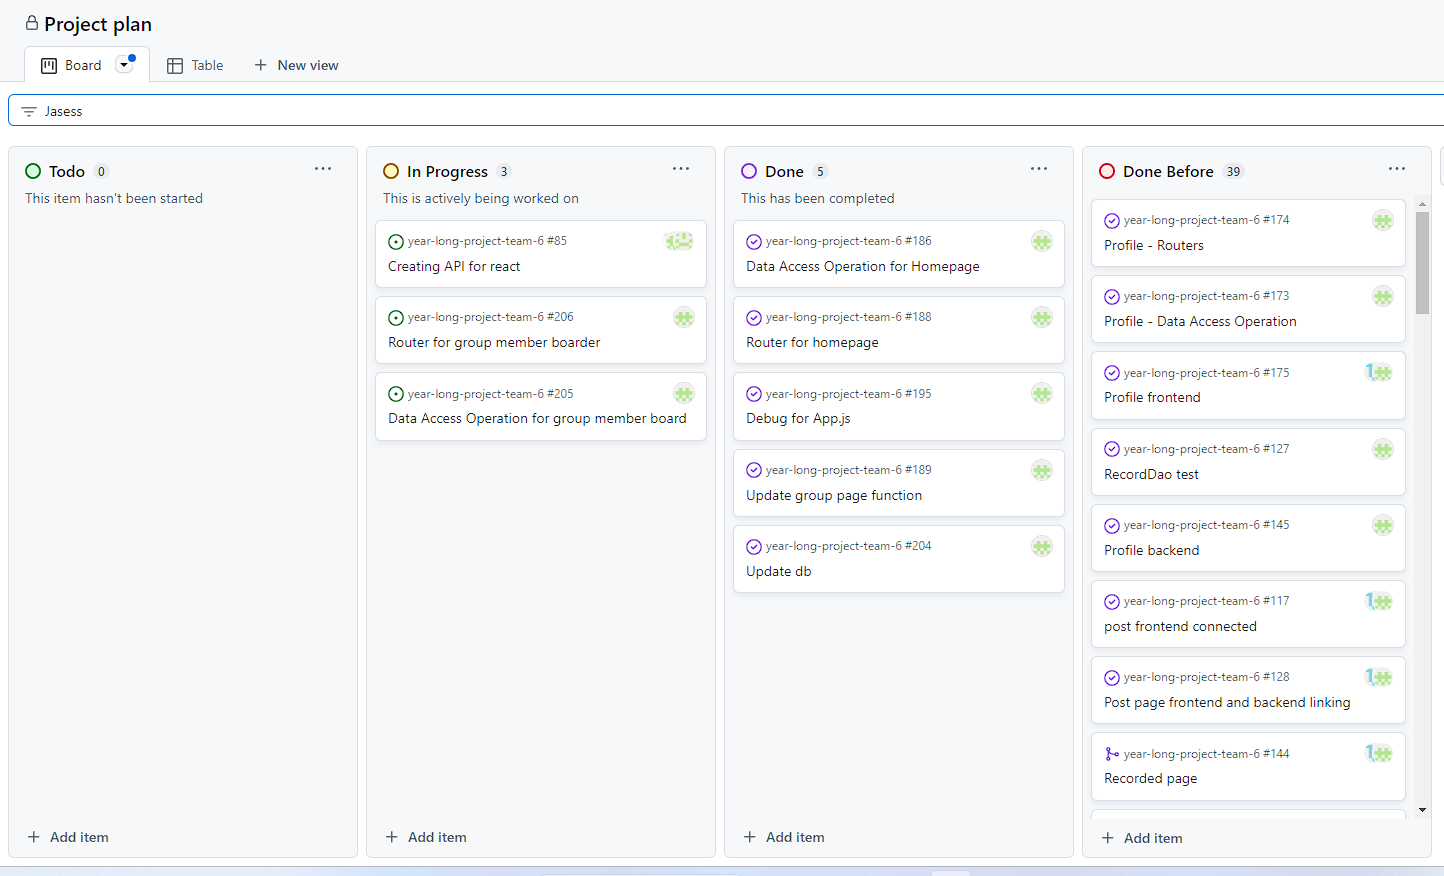 Project plan
Board
Table
New view
Jasess
Todo 0
This item hasn't been started
Add item
In Progress 3
This is actively being worked on
year-long-project-team-6 #85
Creating API for react
year-long-project-team-6 #206
Router for group member boarder
year-long-project-team-6 #205
Data Access Operation for group member board
Add item
Done 5
This has been completed
year-long-project-team-6 #186
Data Access Operation for Homepage
year-long-project-team-6 #188
Router for homepage
year-long-project-team-6 #195
Debug for App.js
year-long-project-team-6 #189
Update group page function
year-long-project-team-6 #204
Update db
Add item
Done Before 39
year-long-project-team-6 #174
Profile - Routers
year-long-project-team-6 #173
Profile - Data Access Operation
year-long-project-team-6 #175
Profile frontend
year-long-project-team-6 #127
RecordDao test
year-long-project-team-6 #145
Profile backend
year-long-project-team-6 #117
post frontend connected
year-long-project-team-6 #128
Post page frontend and backend linking
year-long-project-team-6 #144
Recorded page
Add item